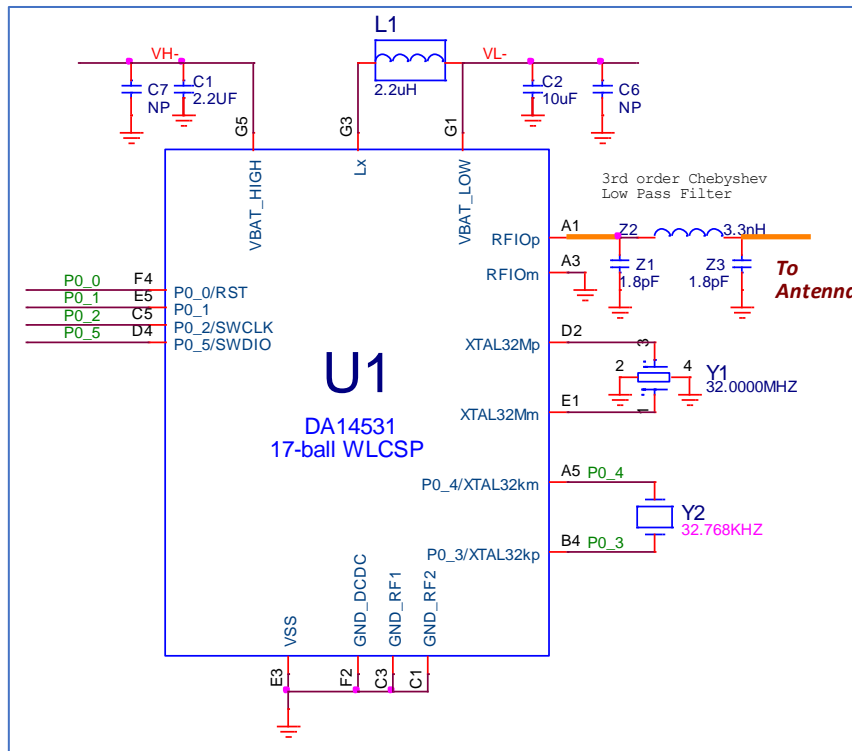 L1
VH-
VL-
2.2uH
C7
NP
C1
2.2UF
C2
10uF
C6
NP
G5
G3
G1
VBAT_HIGH
Lx
VBAT_LOW
3rd order Chebyshev
Low Pass Filter
RFIOp
A1
Z2
3.3nH
RFIOm
A3
Z1
1.8pF
Z3
1.8pF
To
Antenna
P0_0
F4
P0_0/RST
P0_1
E5
P0_1
P0_2
C5
P0_2/SWCLK
P0_5
D4
P0_5/SWDIO
XTAL32Mp
D2
3
2
4
Y1
32.0000MHZ
XTAL32Mm
E1
1
U1
DA14531
17-ball WLCSP
P0_4/XTAL32km
A5
P0_4
Y2
32.768KHZ
P0_3/XTAL32kp
B4
P0_3
VSS
GND_DCDC
GND_RF1
GND_RF2
E3
F2
C3
C1